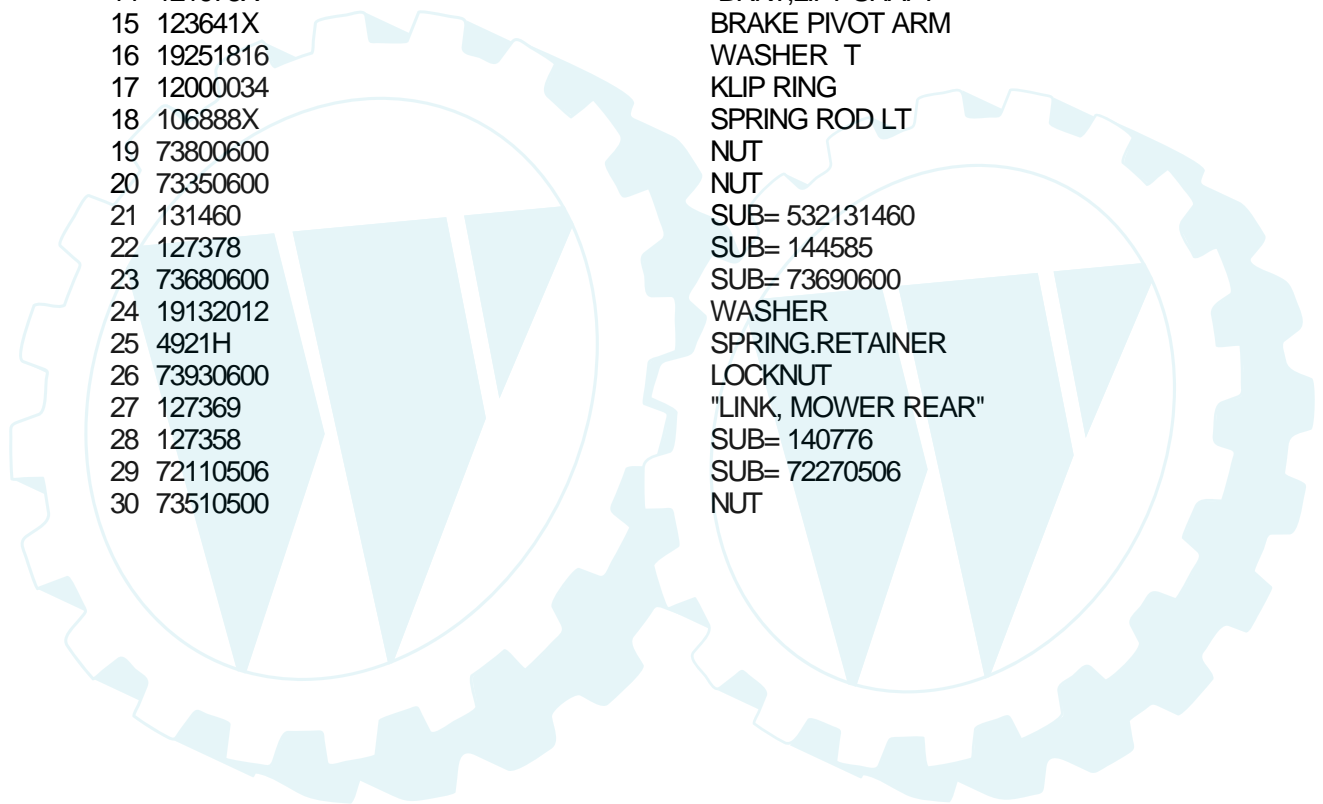 15 123641X BRAKE PIVOT ARM
16 19251816 WASHER T
17 12000034 KLIP RING
18 106888X SPRING ROD LT
19 73800600 NUT
20 73350600 NUT
21 131460 SUB= 532131460
22 127378 SUB= 144585
23 73680600 SUB= 73690600
24 19132012 WASHER
25 4921H SPRING.RETAINER
26 73930600 LOCKNUT
27 127369 "LINK, MOWER REAR"
28 127358 SUB= 140776
29 72110506 SUB= 72270506
30 73510500 NUT